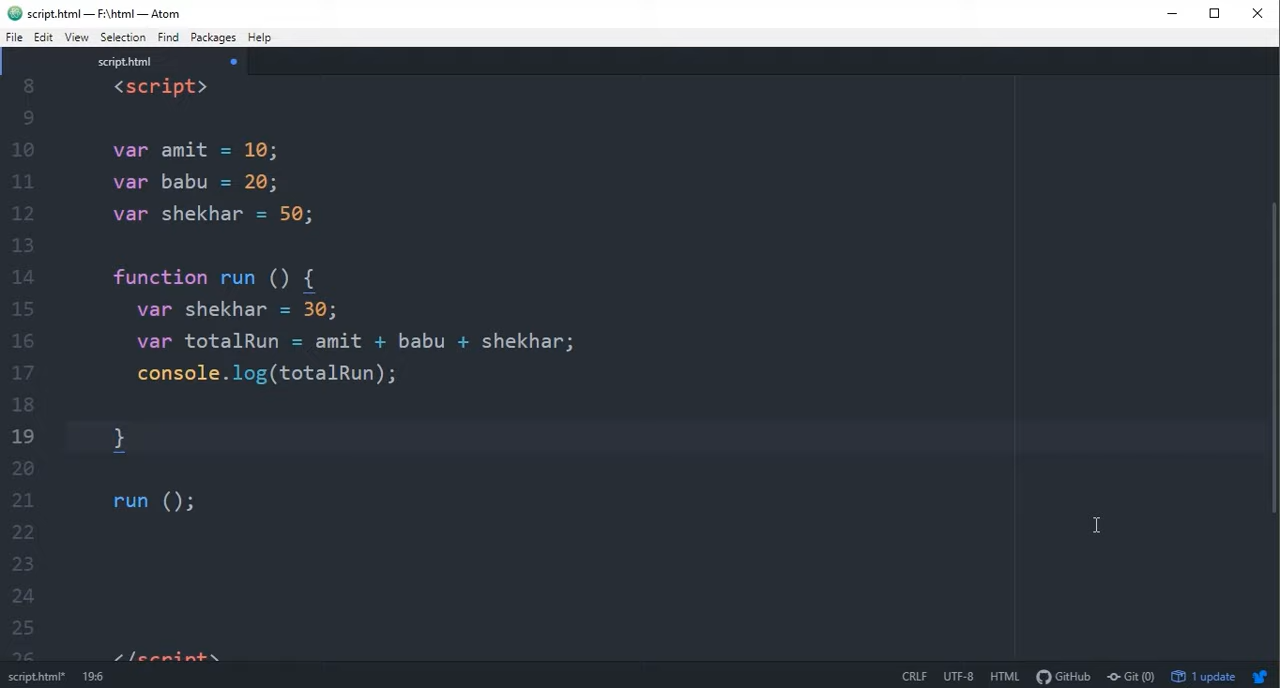 script.html — F:\html — Atom
File Edit View Selection Find Packages Help
script.html
8 <script>
9
10 var amit = 10;
11 var babu = 20;
12 var shekhar = 50;
13
14 function run () {
15 var shekhar = 30;
16 var totalRun = amit + babu + shekhar;
17 console.log(totalRun);
18
19 }
20
21 run ();
22
23
24
25
26 </script>
script.html* 19:6 CRLF UTF-8 HTML GitHub Git (0) 1 update